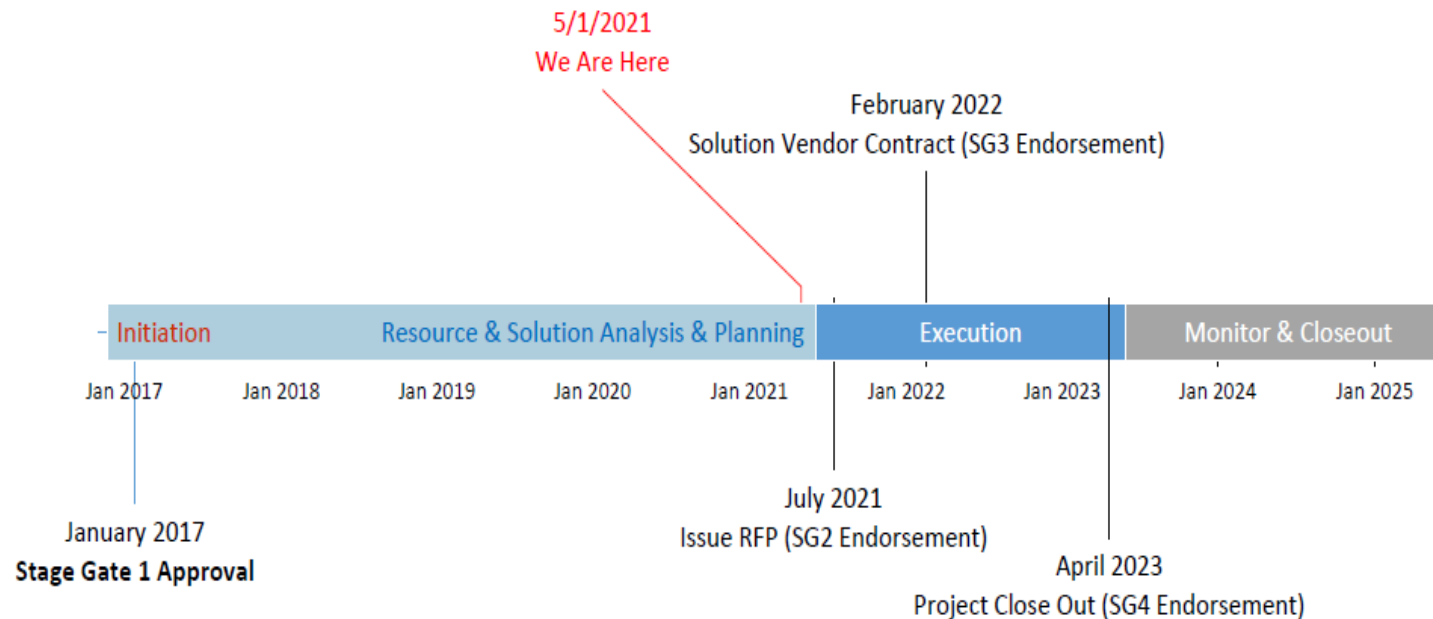 5/1/2021
We Are Here
February 2022
Solution Vendor Contract (SG3 Endorsement)
Initiation
Resource & Solution Analysis & Planning
Execution
Monitor & Closeout
Jan 2017
Jan 2018
Jan 2019
Jan 2020
Jan 2021
Jan 2022
Jan 2023
Jan 2024
Jan 2025
July 2021
Issue RFP (SG2 Endorsement)
January 2017
Stage Gate 1 Approval
April 2023
Project Close Out (SG4 Endorsement)